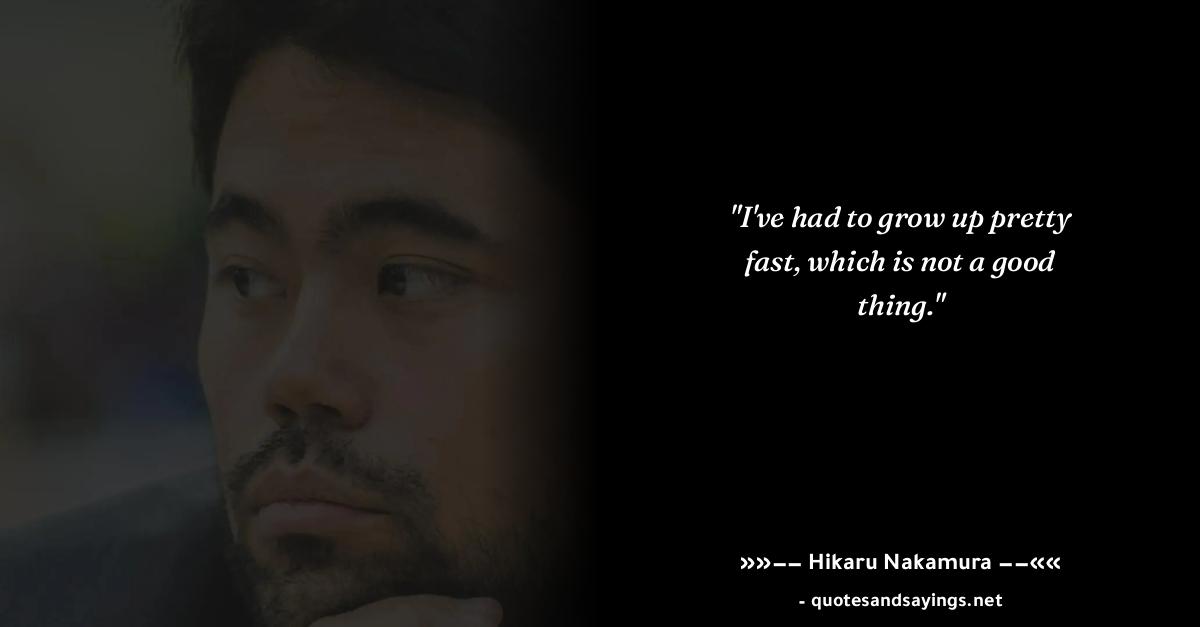 "I've had to grow up pretty
fast, which is not a good
thing."
»»–– Hikaru Nakamura ––««
- quotesandsayings.net